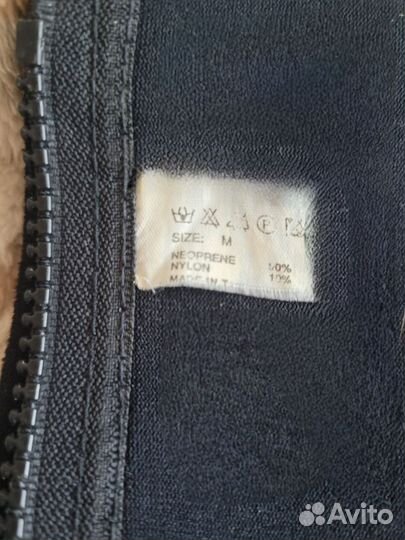 SIZE: M
NEOPRENE
NYLON 10%
MADE IN
Avito